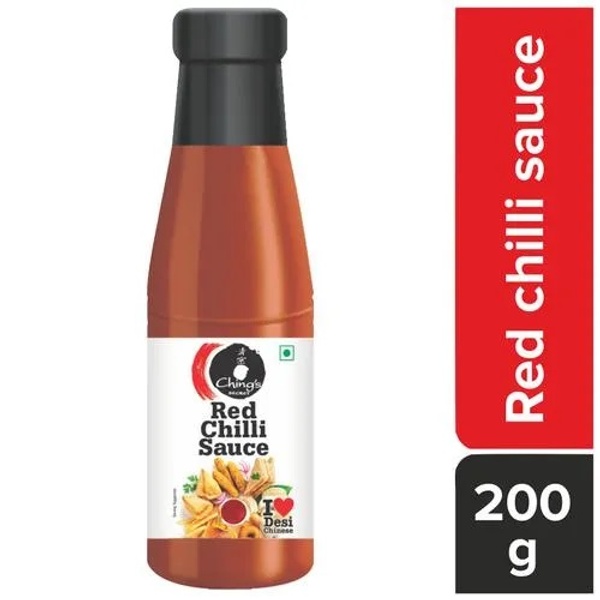 Ching's
SECRET
Red
Chilli
Sauce
I ❤
Desi
Chinese
Red chilli sauce
200
g